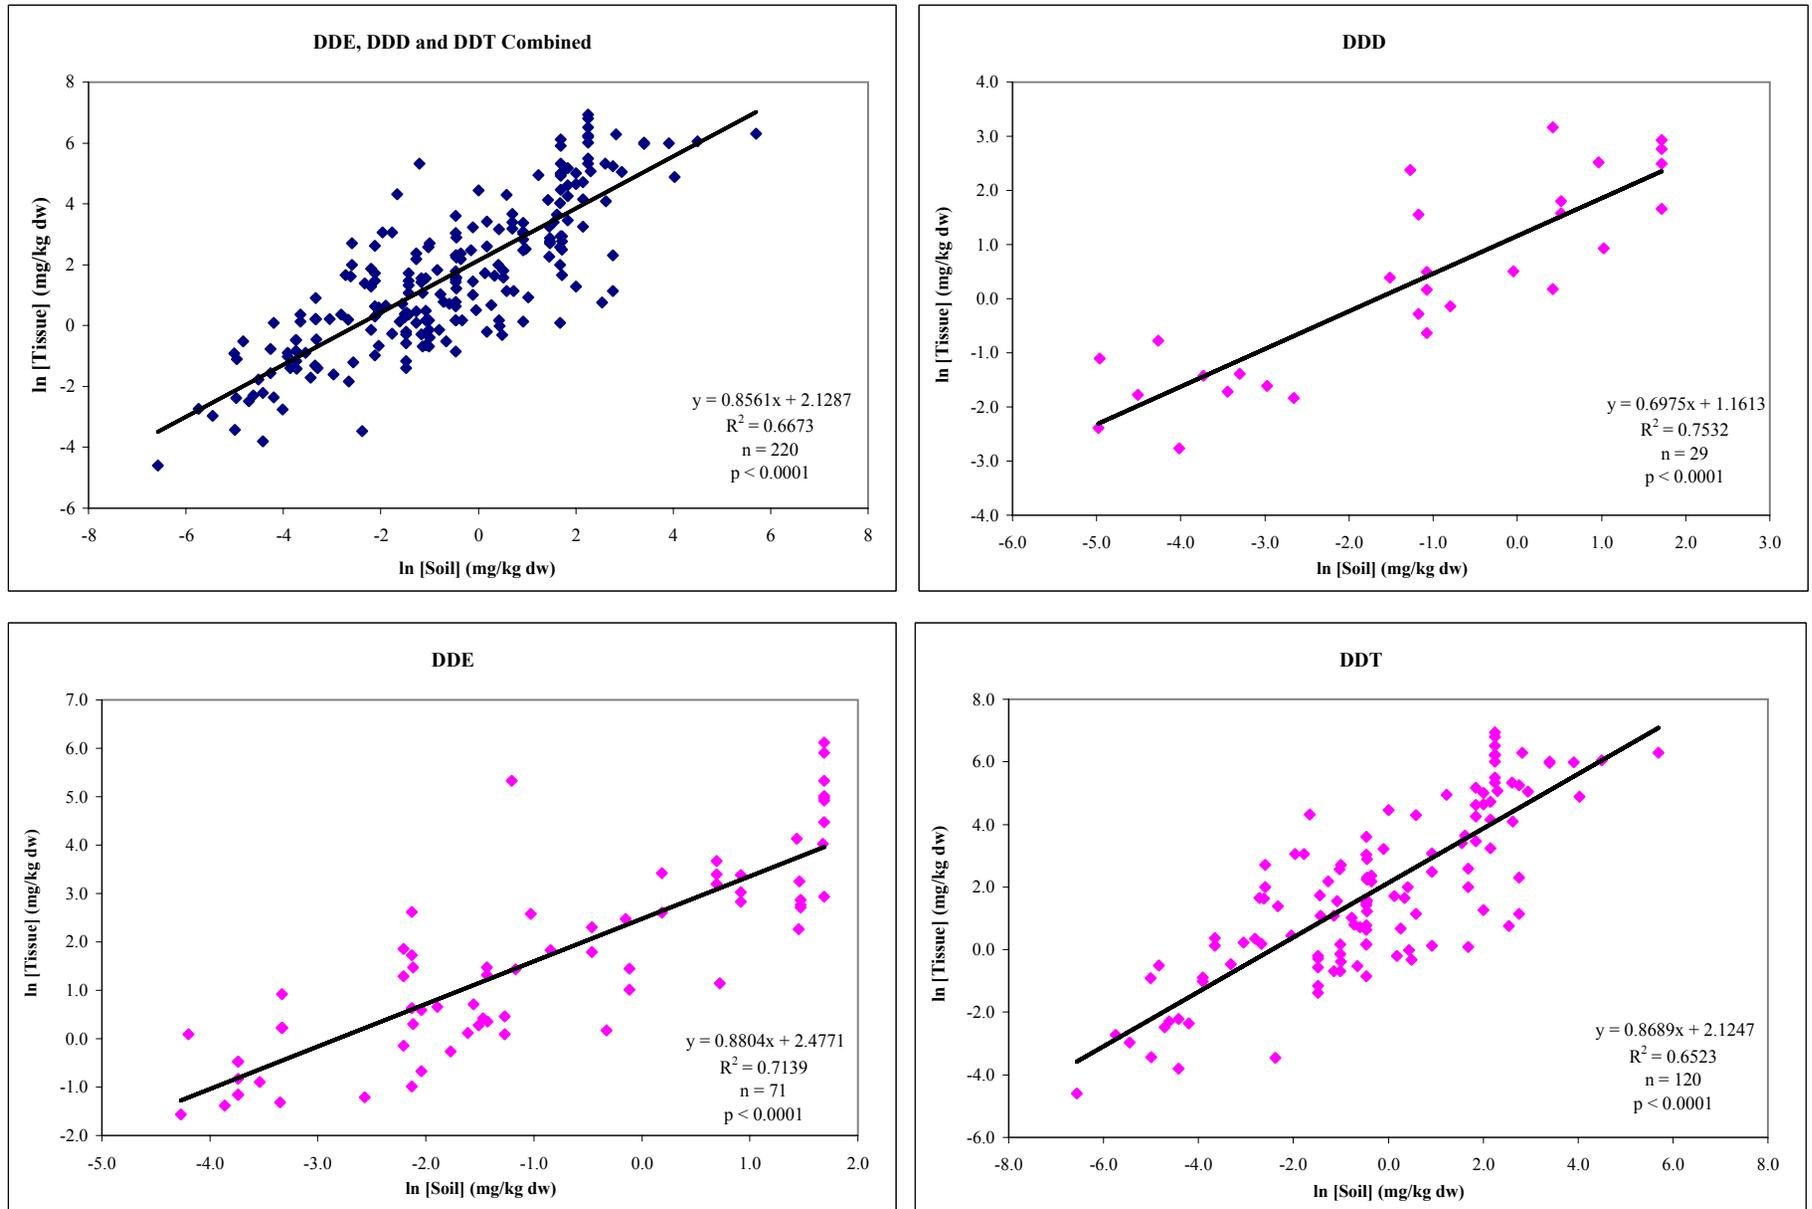 DDE, DDD and DDT Combined
ln [Tissue] (mg/kg dw)
8
6
4
2
0
-2
-4
-6
y = 0.8561x + 2.1287
R² = 0.6673
n = 220
p < 0.0001
-8 -6 -4 -2 0 2 4 6 8
ln [Soil] (mg/kg dw)
DDD
ln [Tissue] (mg/kg dw)
4.0
3.0
2.0
1.0
0.0
-1.0
-2.0
-3.0
-4.0
y = 0.6975x + 1.1613
R² = 0.7532
n = 29
p < 0.0001
-6.0 -5.0 -4.0 -3.0 -2.0 -1.0 0.0 1.0 2.0 3.0
ln [Soil] (mg/kg dw)
DDE
ln [Tissue] (mg/kg dw)
7.0
6.0
5.0
4.0
3.0
2.0
1.0
0.0
-1.0
-2.0
y = 0.8804x + 2.4771
R² = 0.7139
n = 71
p < 0.0001
-5.0 -4.0 -3.0 -2.0 -1.0 0.0 1.0 2.0
ln [Soil] (mg/kg dw)
DDT
ln [Tissue] (mg/kg dw)
8.0
6.0
4.0
2.0
0.0
-2.0
-4.0
-6.0
y = 0.8689x + 2.1247
R² = 0.6523
n = 120
p < 0.0001
-8.0 -6.0 -4.0 -2.0 0.0 2.0 4.0 6.0 8.0
ln [Soil] (mg/kg dw)